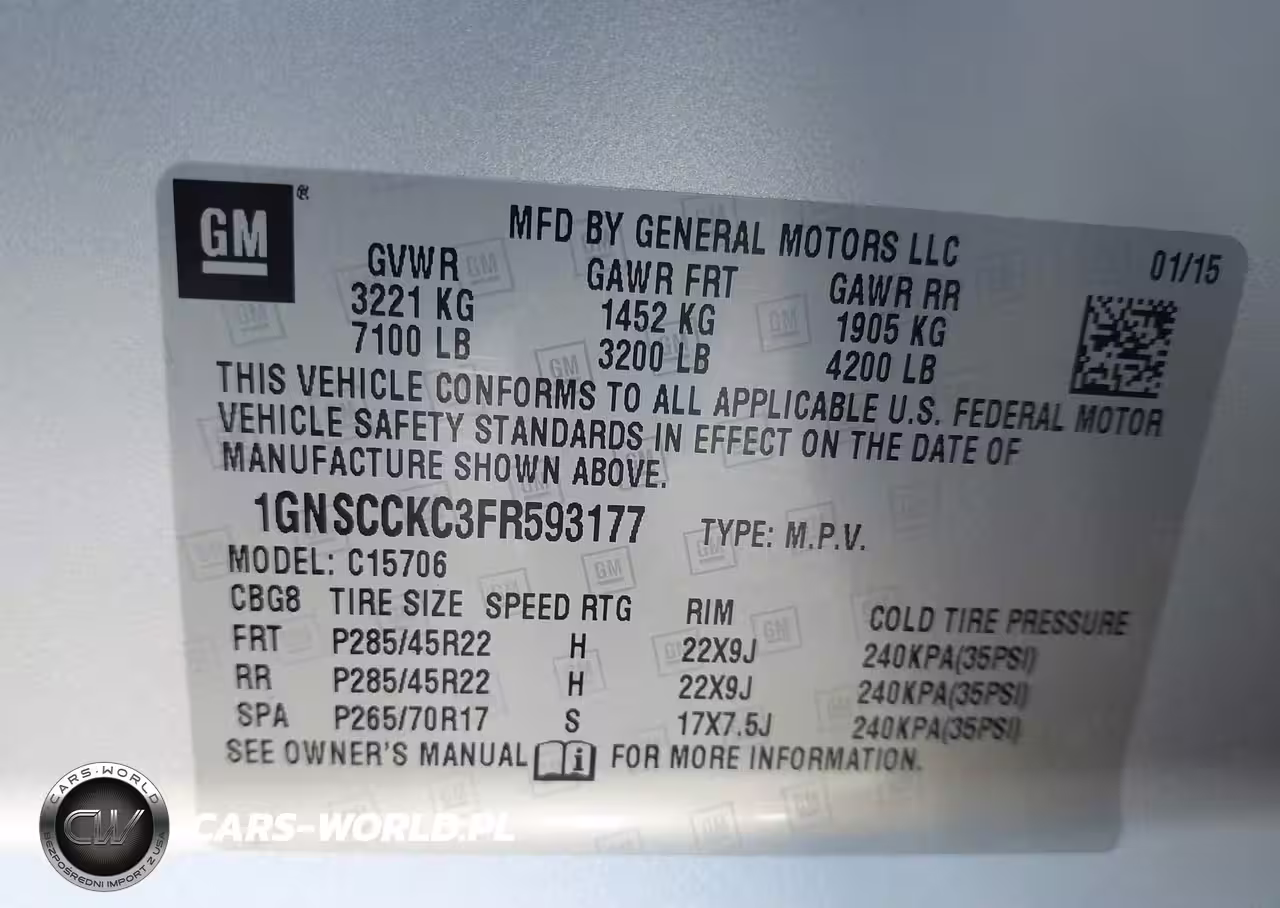 GM
MFD BY GENERAL MOTORS LLC
01/15
GVWR GAWR FRT GAWR RR
3221 KG 1452 KG 1905 KG
7100 LB 3200 LB 4200 LB
THIS VEHICLE CONFORMS TO ALL APPLICABLE U.S. FEDERAL MOTOR
VEHICLE SAFETY STANDARDS IN EFFECT ON THE DATE OF
MANUFACTURE SHOWN ABOVE.
1GNSCCKC3FR593177 TYPE: M.P.V.
MODEL: C15706
CBG8 TIRE SIZE SPEED RTG RIM COLD TIRE PRESSURE
FRT P285/45R22 H 22X9J 240KPA(35PSI)
RR P285/45R22 H 22X9J 240KPA(35PSI)
SPA P265/70R17 S 17X7.5J 240KPA(35PSI)
SEE OWNER'S MANUAL i FOR MORE INFORMATION.
CARS-WORLD
CW
BEZPOŚREDNI IMPORT Z USA
CARS-WORLD.PL